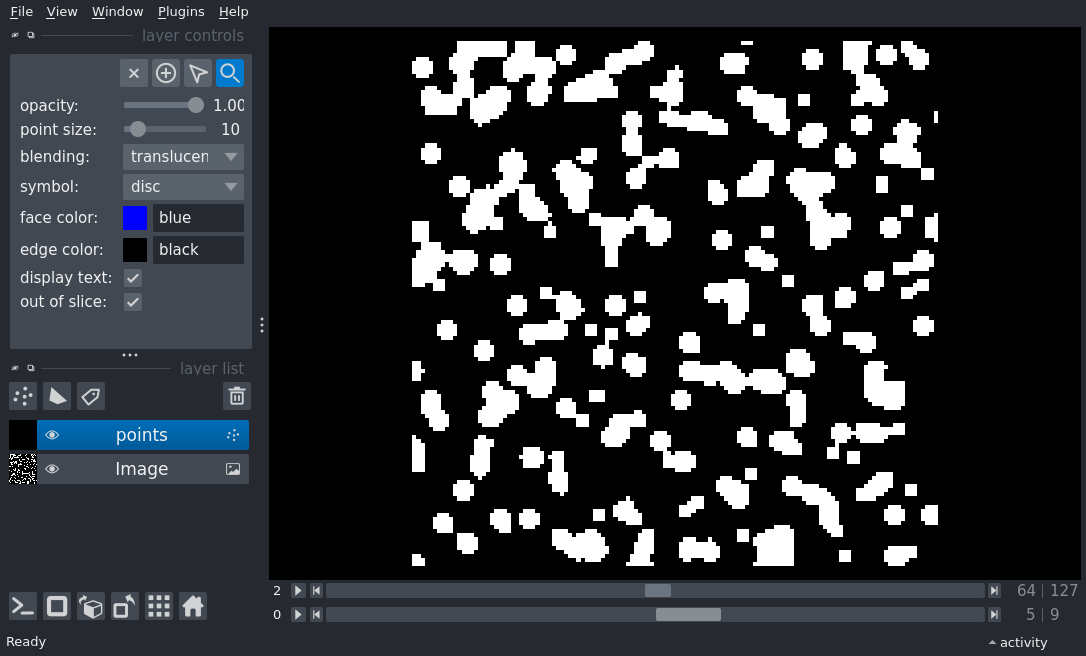 File View Window Plugins Help
layer controls
opacity: 1.00
point size: 10
blending: translucen
symbol: disc
face color: blue
edge color: black
display text:
out of slice:
layer list
points
Image
2 64 127
0 5 9
Ready activity